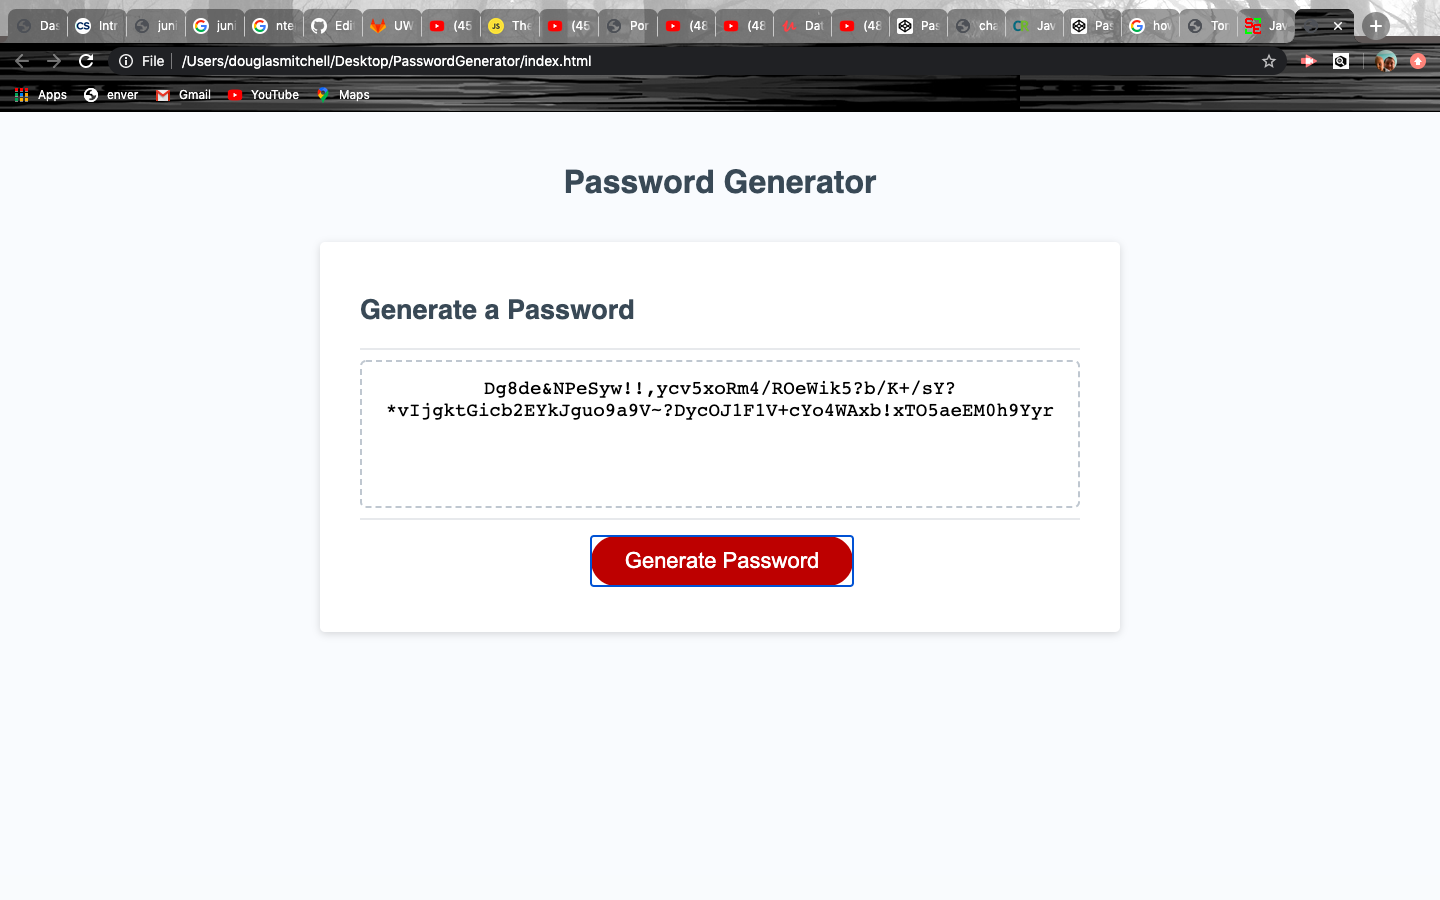 Das
Intr
juni
juni
nte
Edi
UW
(45
The
(45
Por
(48
(48
Dat
(48
Pas
cha
Jav
Pas
how
Tor
Jav
File /Users/douglasmitchell/Desktop/PasswordGenerator/index.html
Apps enver Gmail YouTube Maps
Password Generator
Generate a Password
Dg8de&NPeSyw!!,ycv5xoRm4/ROeWik5?b/K+/sY?
*vIjgktGicb2EYkJguo9a9V~?DycOJ1F1V+cYo4WAxb!xTO5aeEM0h9Yyr
Generate Password